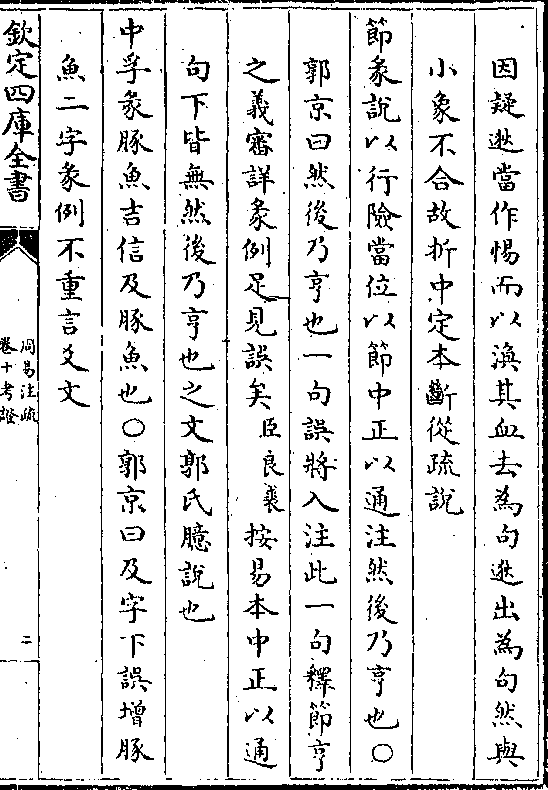 因疑逖當作惕而以渙其血去為句逖出為句然與
小象不合故折中定本斷從疏説
節彖說以行險當位以節中正以通注然後乃亨也〇
郭京曰然後乃亨也一句誤將入注此一句釋節亨
之義審詳彖例足見誤矣臣良裘按易本中正以通
句下皆無然後乃亨也之文郭氏臆說也
中孚彖豚魚吉信及豚魚也〇郭京曰及字下誤增豚
魚二字彖例不重言爻文
欽定四庫全書
周易注疏
卷十考證
二